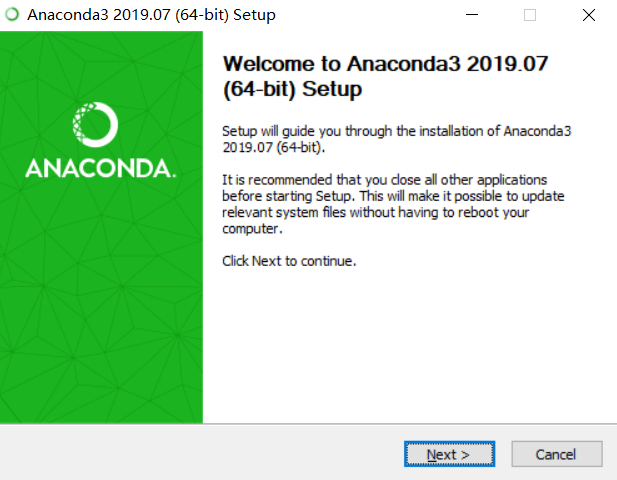 Anaconda3 2019.07 (64-bit) Setup
Welcome to Anaconda3 2019.07
(64-bit) Setup
ANACONDA.
Setup will guide you through the installation of Anaconda3
2019.07 (64-bit).
It is recommended that you close all other applications
before starting Setup. This will make it possible to update
relevant system files without having to reboot your
computer.
Click Next to continue.
Next >
Cancel